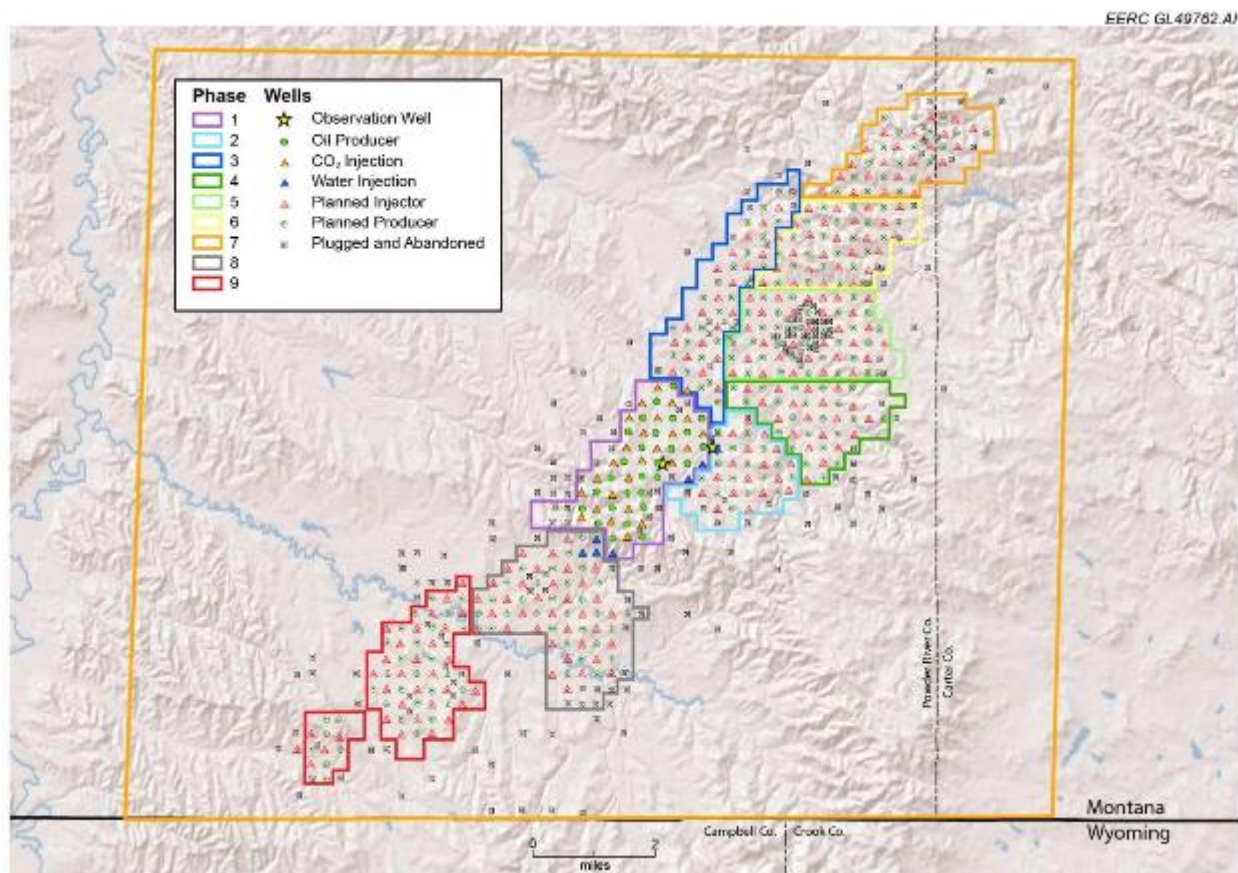 EERC GL49762.AI
Phase Wells
1 Observation Well
2 Oil Producer
3 CO₂ Injection
4 Water Injection
5 Planned Injector
6 Planned Producer
7 Plugged and Abandoned
8
9
Powder River Co.
Carter Co.
Montana
Wyoming
Campbell Co. Crook Co.
0 2
miles